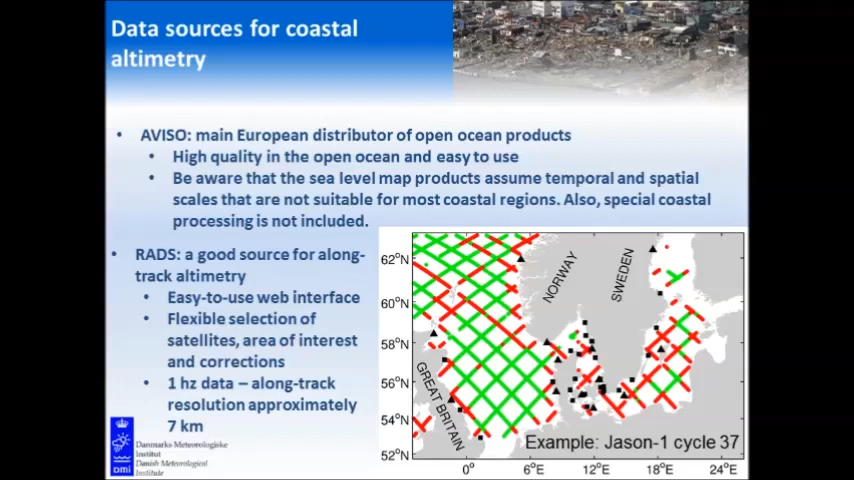 Data sources for coastal
altimetry
• AVISO: main European distributor of open ocean products
• High quality in the open ocean and easy to use
• Be aware that the sea level map products assume temporal and spatial
scales that are not suitable for most coastal regions. Also, special coastal
processing is not included.
• RADS: a good source for along-
track altimetry
• Easy-to-use web interface
• Flexible selection of
satellites, area of interest
and corrections
• 1 hz data – along-track
resolution approximately
7 km
62°N
60°N
58°N
56°N
54°N
52°N
0°
6°E
12°E
18°E
24°E
NORWAY
SWEDEN
GREAT BRITAIN
Example: Jason-1 cycle 37
DMI
Danmarks Meteorologiske
Institut
Danish Meteorological
Institute